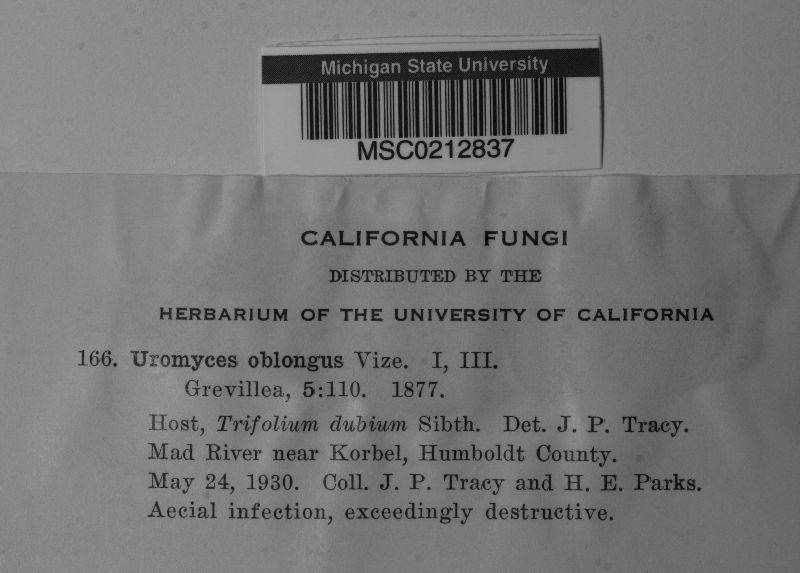 Michigan State University
MSC0212837
CALIFORNIA FUNGI
DISTRIBUTED BY THE
HERBARIUM OF THE UNIVERSITY OF CALIFORNIA
166. Uromyces oblongus Vize. I, III.
Grevillea, 5:110. 1877.
Host, Trifolium dubium Sibth. Det. J. P. Tracy.
Mad River near Korbel, Humboldt County.
May 24, 1930. Coll. J. P. Tracy and H. E. Parks.
Aecial infection, exceedingly destructive.